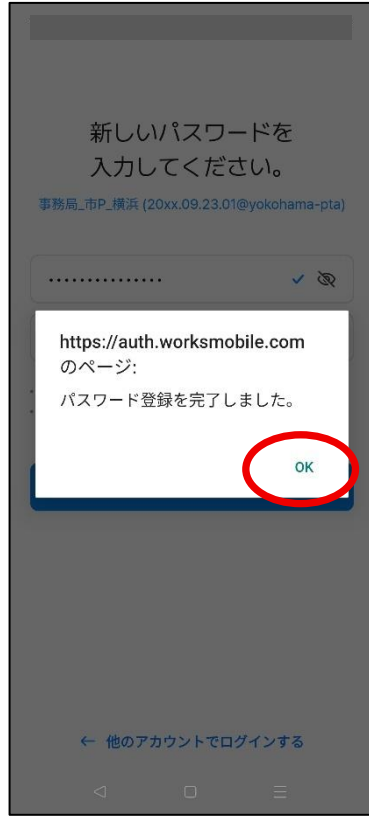 新しいパスワードを
入力してください。
事務局_市P_横浜 (20xx.09.23.01@yokohama-pta)
https://auth.worksmobile.com
のページ:
パスワード登録を完了しました。
OK
← 他のアカウントでログインする